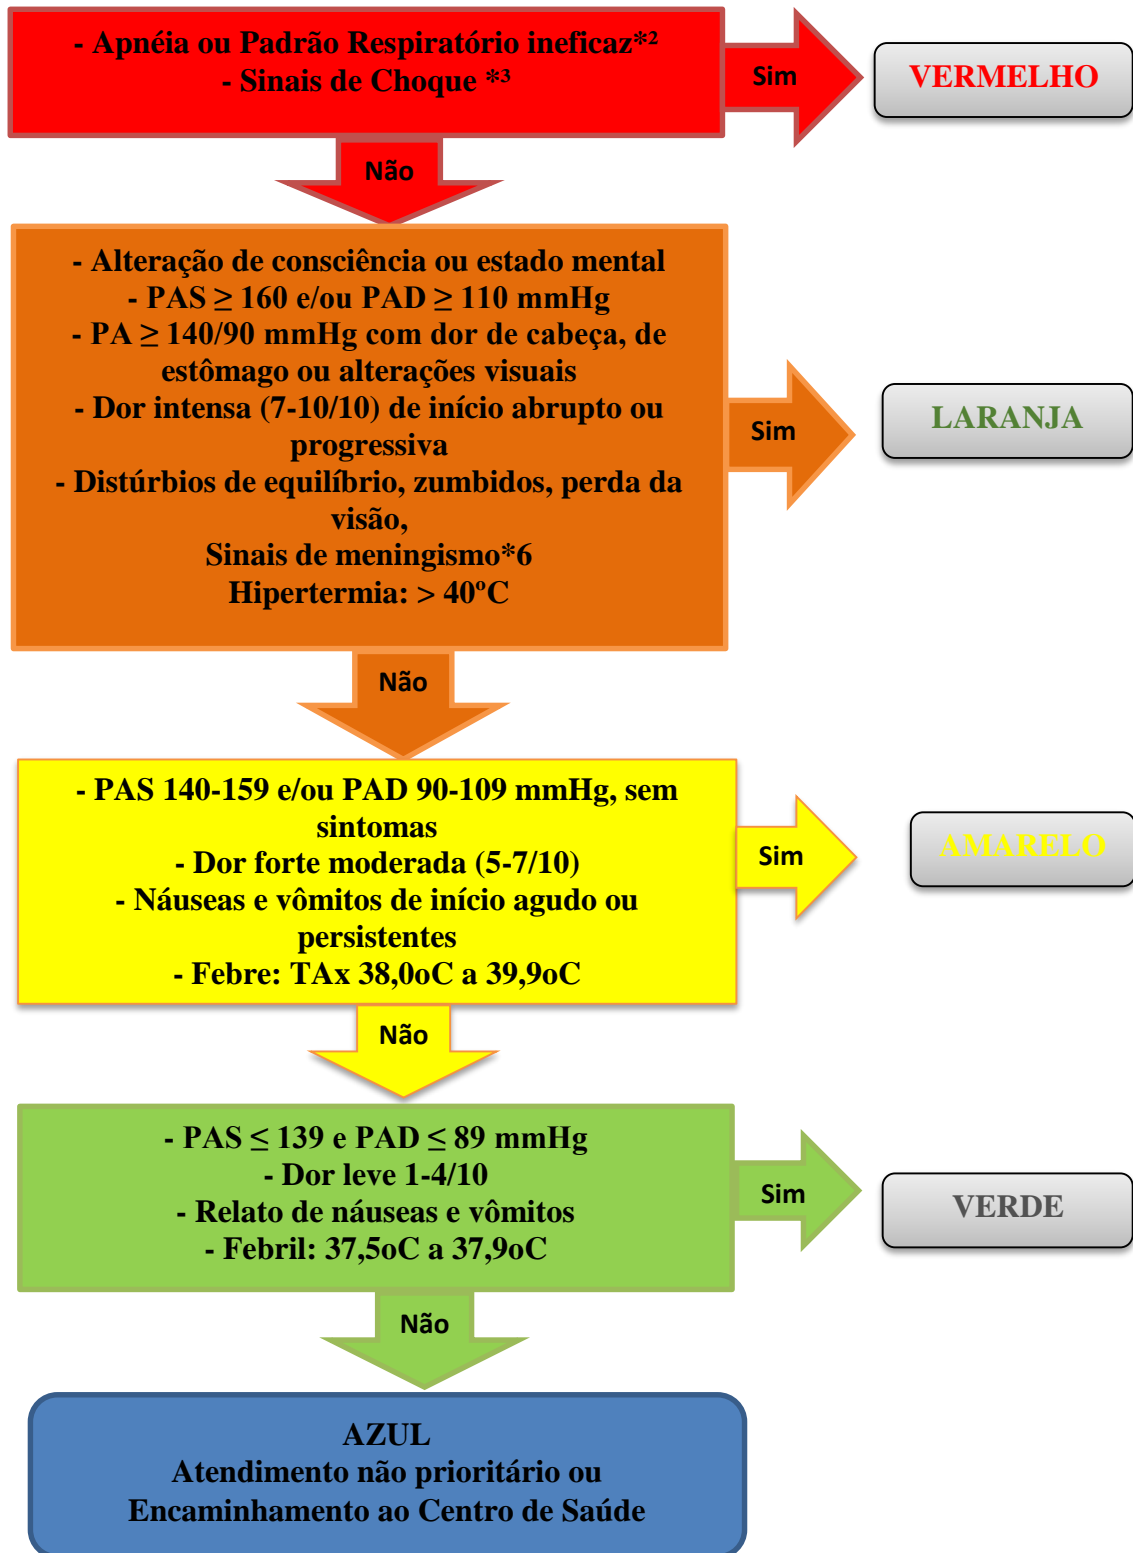 - Apnéia ou Padrão Respiratório ineficaz*²
- Sinais de Choque *³
Sim
VERMELHO
Não
- Alteração de consciência ou estado mental
- PAS ≥ 160 e/ou PAD ≥ 110 mmHg
- PA ≥ 140/90 mmHg com dor de cabeça, de
estômago ou alterações visuais
- Dor intensa (7-10/10) de início abrupto ou
progressiva
- Distúrbios de equilíbrio, zumbidos, perda da
visão,
Sinais de meningismo*6
Hipertermia: > 40ºC
Sim
LARANJA
Não
- PAS 140-159 e/ou PAD 90-109 mmHg, sem
sintomas
- Dor forte moderada (5-7/10)
- Náuseas e vômitos de início agudo ou
persistentes
- Febre: TAx 38,0oC a 39,9oC
Sim
AMARELO
Não
- PAS ≤ 139 e PAD ≤ 89 mmHg
- Dor leve 1-4/10
- Relato de náuseas e vômitos
- Febril: 37,5oC a 37,9oC
Sim
VERDE
Não
AZUL
Atendimento não prioritário ou
Encaminhamento ao Centro de Saúde